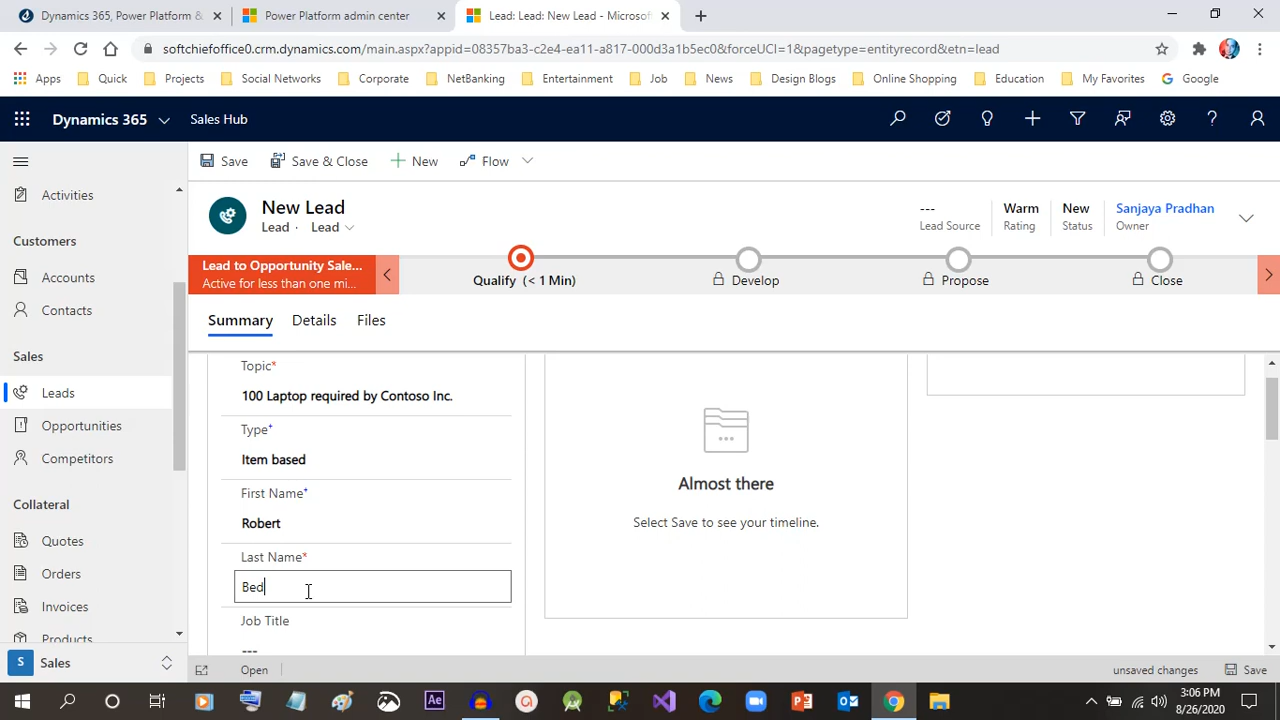 Dynamics 365, Power Platform &
Power Platform admin center
Lead: Lead: New Lead - Microsoft
softchiefoffice0.crm.dynamics.com/main.aspx?appid=08357ba3-c2e4-ea11-a817-000d3a1b5ec0&forceUCI=1&pagetype=entityrecord&etn=lead
Apps
Quick
Projects
Social Networks
Corporate
NetBanking
Entertainment
Job
News
Design Blogs
Online Shopping
Education
My Favorites
Google
Dynamics 365
Sales Hub
Save
Save & Close
New
Flow
Activities
Customers
Accounts
Contacts
Sales
Leads
Opportunities
Competitors
Collateral
Quotes
Orders
Invoices
Products
S Sales
New Lead
Lead · Lead
---
Lead Source
Warm
Rating
New
Status
Sanjaya Pradhan
Owner
Lead to Opportunity Sale...
Active for less than one mi...
Qualify (< 1 Min)
Develop
Propose
Close
Summary
Details
Files
Topic*
100 Laptop required by Contoso Inc.
Type*
Item based
First Name*
Robert
Last Name*
Bed
Job Title
---
Almost there
Select Save to see your timeline.
Open
unsaved changes
Save
Ae
3:06 PM
8/26/2020